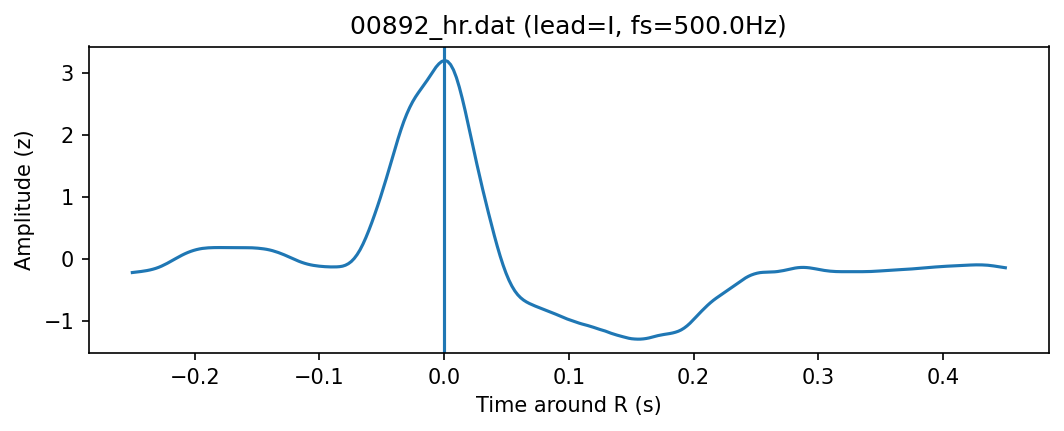 00892_hr.dat (lead=I, fs=500.0Hz)
Amplitude (z)
3
2
1
0
−1
−0.2 −0.1 0.0 0.1 0.2 0.3 0.4
Time around R (s)